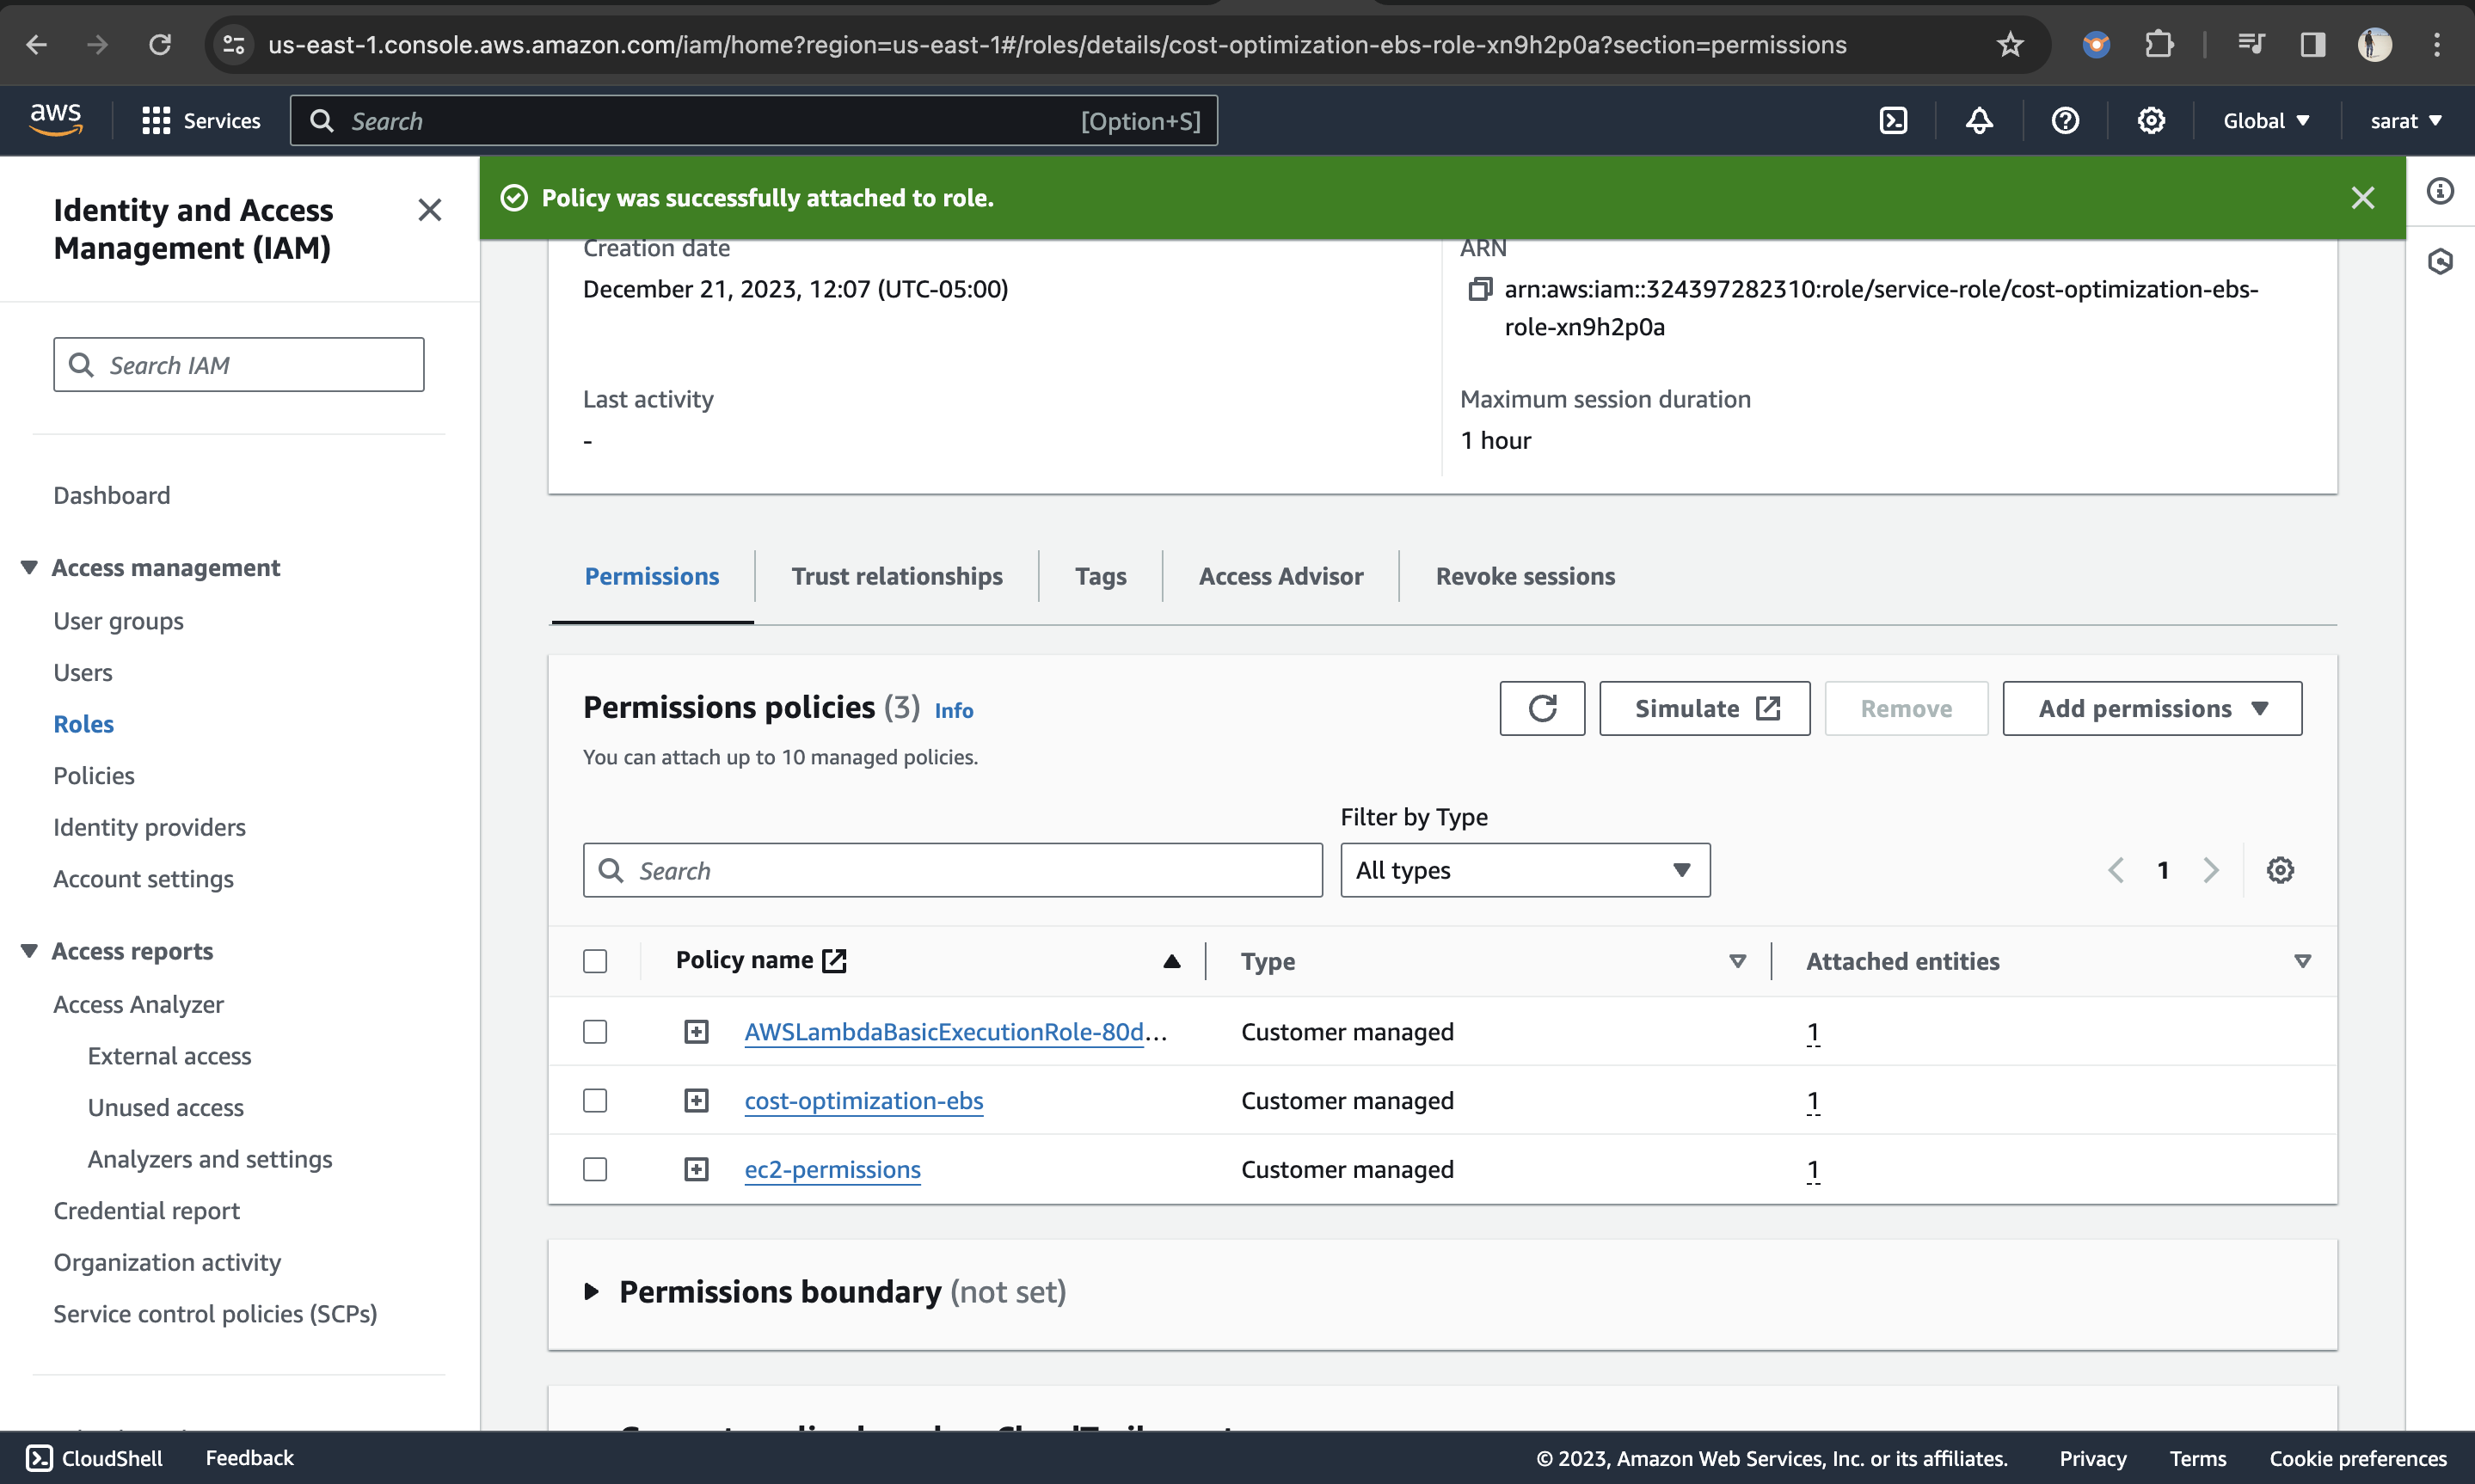 us-east-1.console.aws.amazon.com/iam/home?region=us-east-1#/roles/details/cost-optimization-ebs-role-xn9h2p0a?section=permissions
aws
Services
Search
[Option+S]
Global
sarat
Identity and Access
Management (IAM)
Search IAM
Dashboard
Access management
User groups
Users
Roles
Policies
Identity providers
Account settings
Access reports
Access Analyzer
External access
Unused access
Analyzers and settings
Credential report
Organization activity
Service control policies (SCPs)
Policy was successfully attached to role.
Creation date
December 21, 2023, 12:07 (UTC-05:00)
ARN
arn:aws:iam::324397282310:role/service-role/cost-optimization-ebs-
role-xn9h2p0a
Last activity
-
Maximum session duration
1 hour
Permissions
Trust relationships
Tags
Access Advisor
Revoke sessions
Permissions policies (3) Info
You can attach up to 10 managed policies.
Simulate
Remove
Add permissions
Filter by Type
Search
All types
1
Policy name
Type
Attached entities
AWSLambdaBasicExecutionRole-80d...
Customer managed
1
cost-optimization-ebs
Customer managed
1
ec2-permissions
Customer managed
1
Permissions boundary (not set)
CloudShell
Feedback
© 2023, Amazon Web Services, Inc. or its affiliates.
Privacy
Terms
Cookie preferences